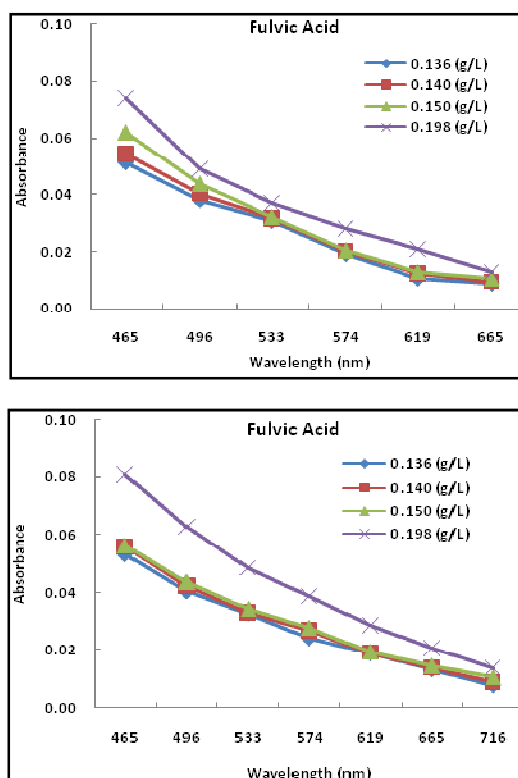 Fulvic Acid
0.10
0.08
0.06
0.04
0.02
0.00
Absorbance
0.136 (g/L)
0.140 (g/L)
0.150 (g/L)
0.198 (g/L)
465 496 533 574 619 665
Wavelength (nm)
Fulvic Acid
0.10
0.08
0.06
0.04
0.02
0.00
Absorbance
0.136 (g/L)
0.140 (g/L)
0.150 (g/L)
0.198 (g/L)
465 496 533 574 619 665 716
Wavelength (nm)